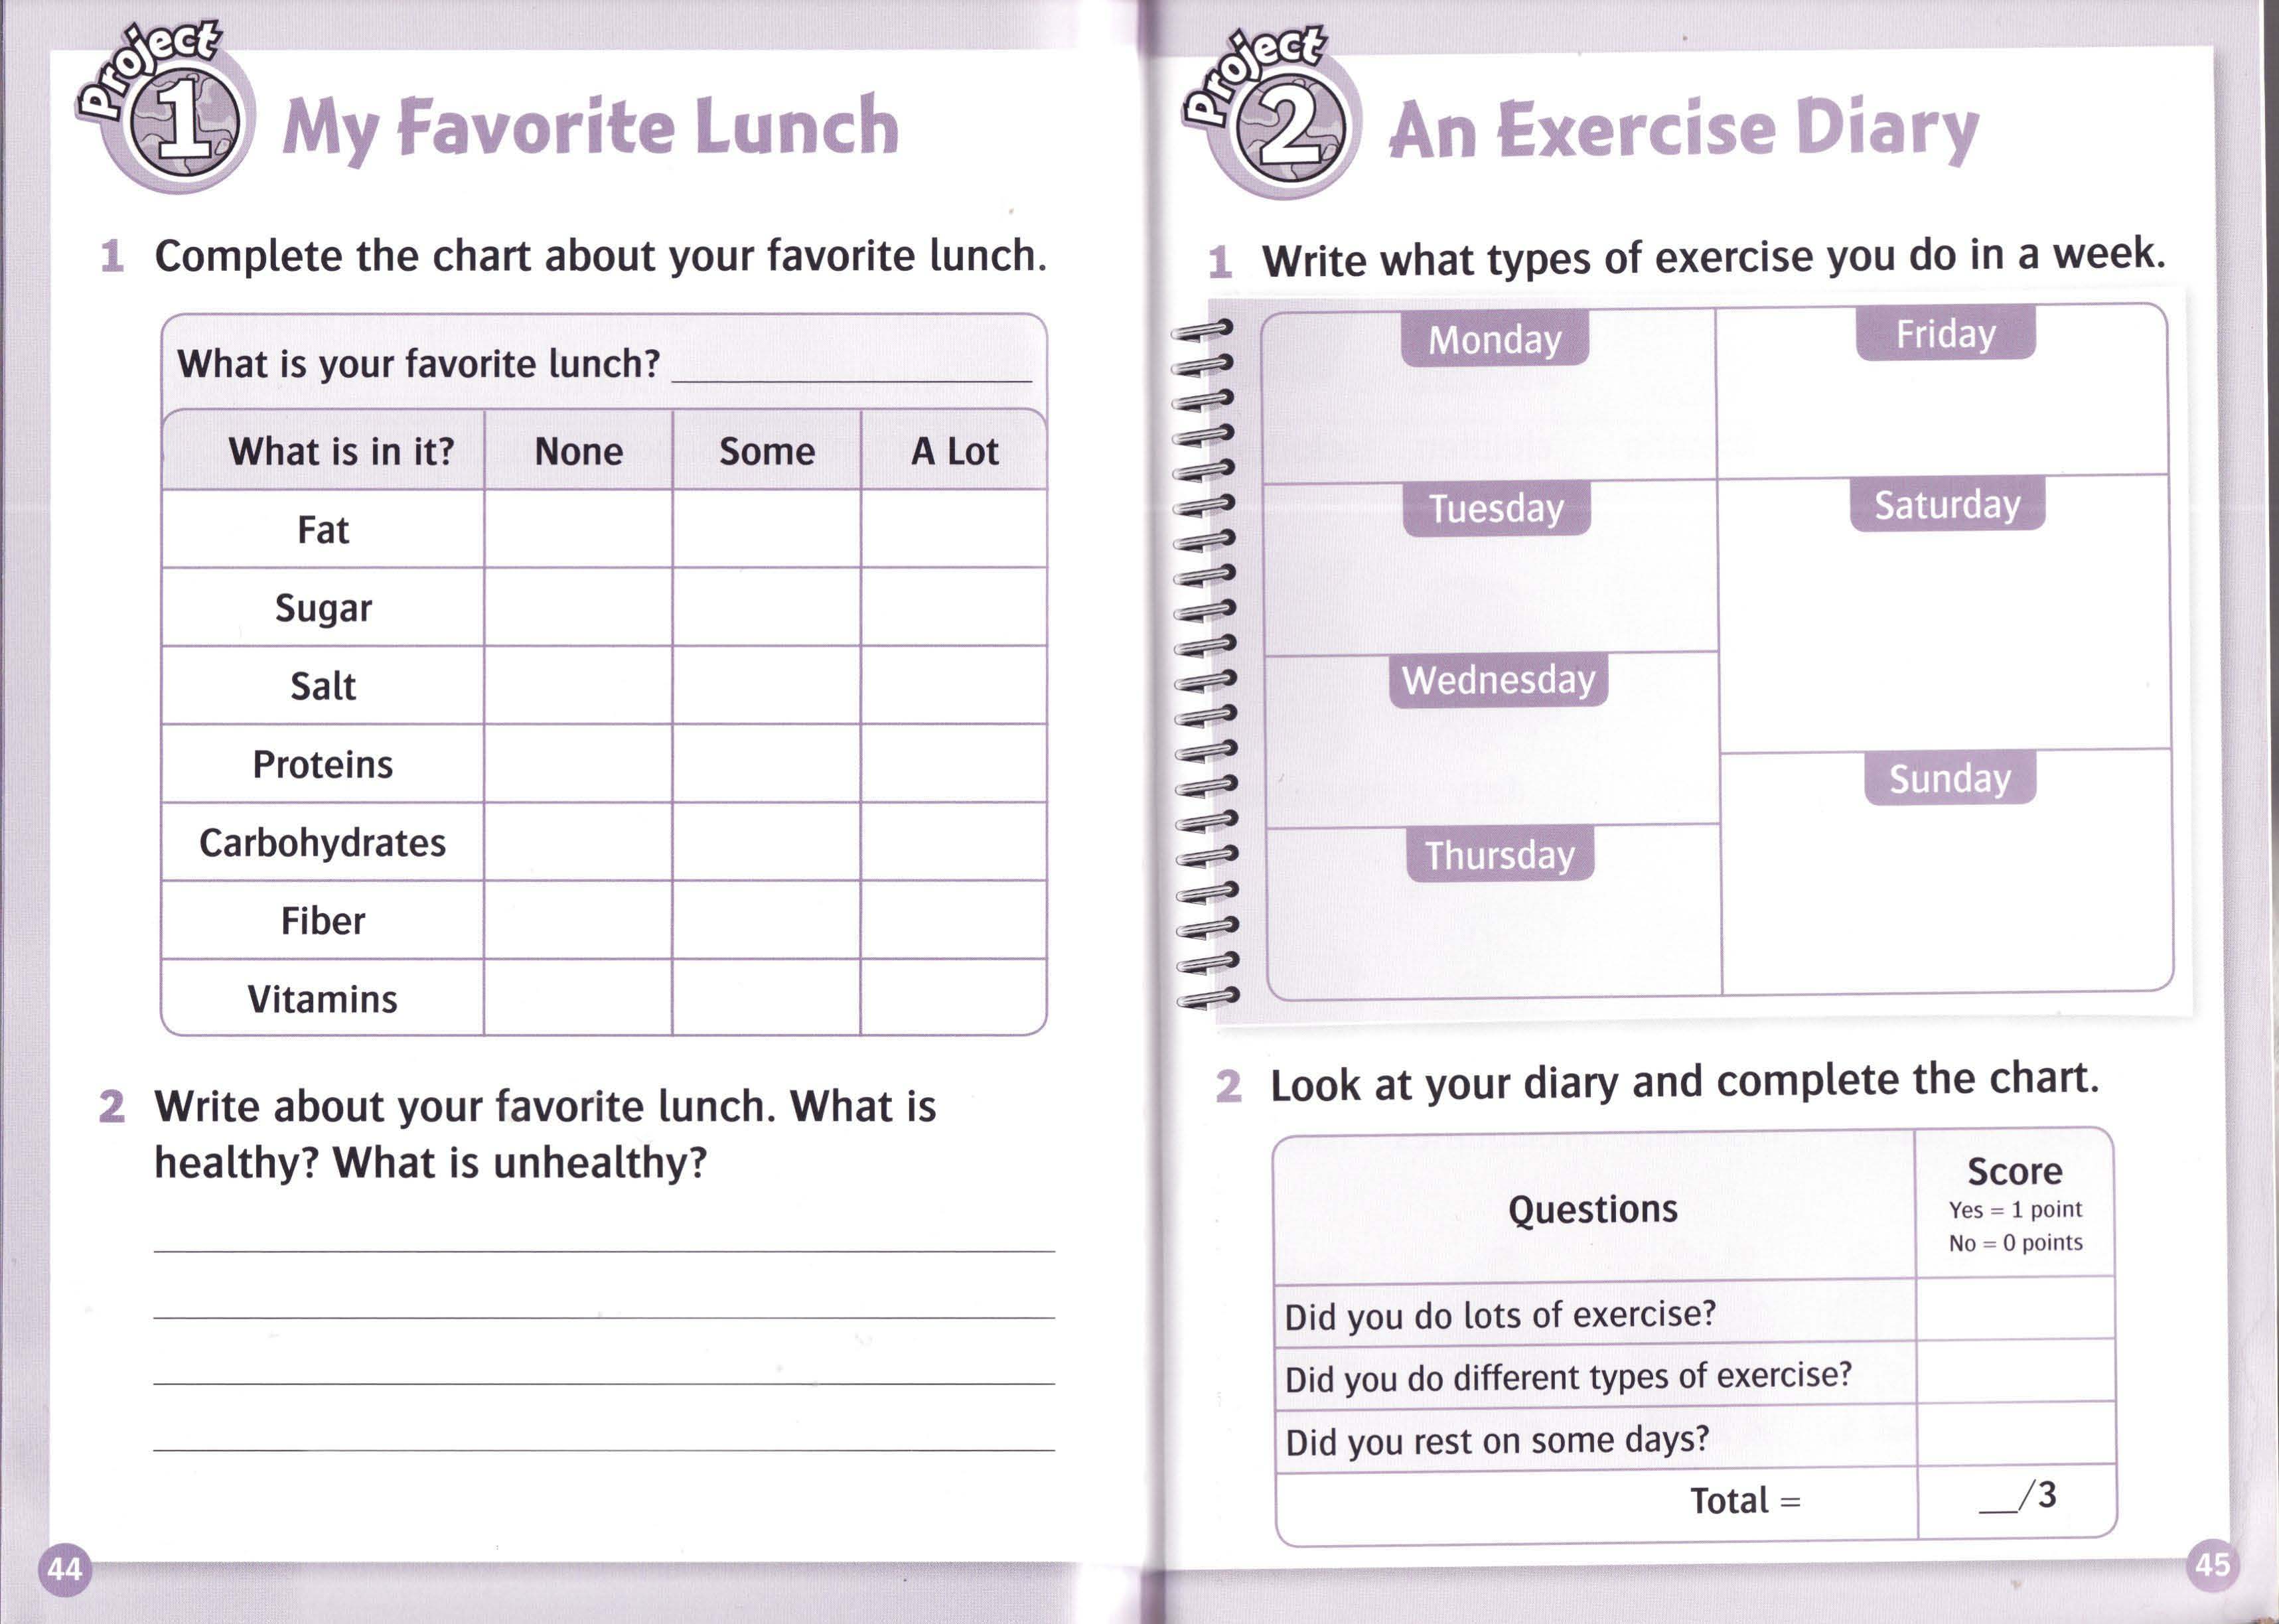 Project
1
My Favorite Lunch
1 Complete the chart about your favorite lunch.
What is your favorite lunch? ____________
What is in it? None Some A Lot
Fat
Sugar
Salt
Proteins
Carbohydrates
Fiber
Vitamins
2 Write about your favorite lunch. What is
healthy? What is unhealthy?
44
Project
2
An Exercise Diary
1 Write what types of exercise you do in a week.
Monday
Tuesday
Wednesday
Thursday
Friday
Saturday
Sunday
2 Look at your diary and complete the chart.
Questions
Score
Yes = 1 point
No = 0 points
Did you do lots of exercise?
Did you do different types of exercise?
Did you rest on some days?
Total = __/3
45